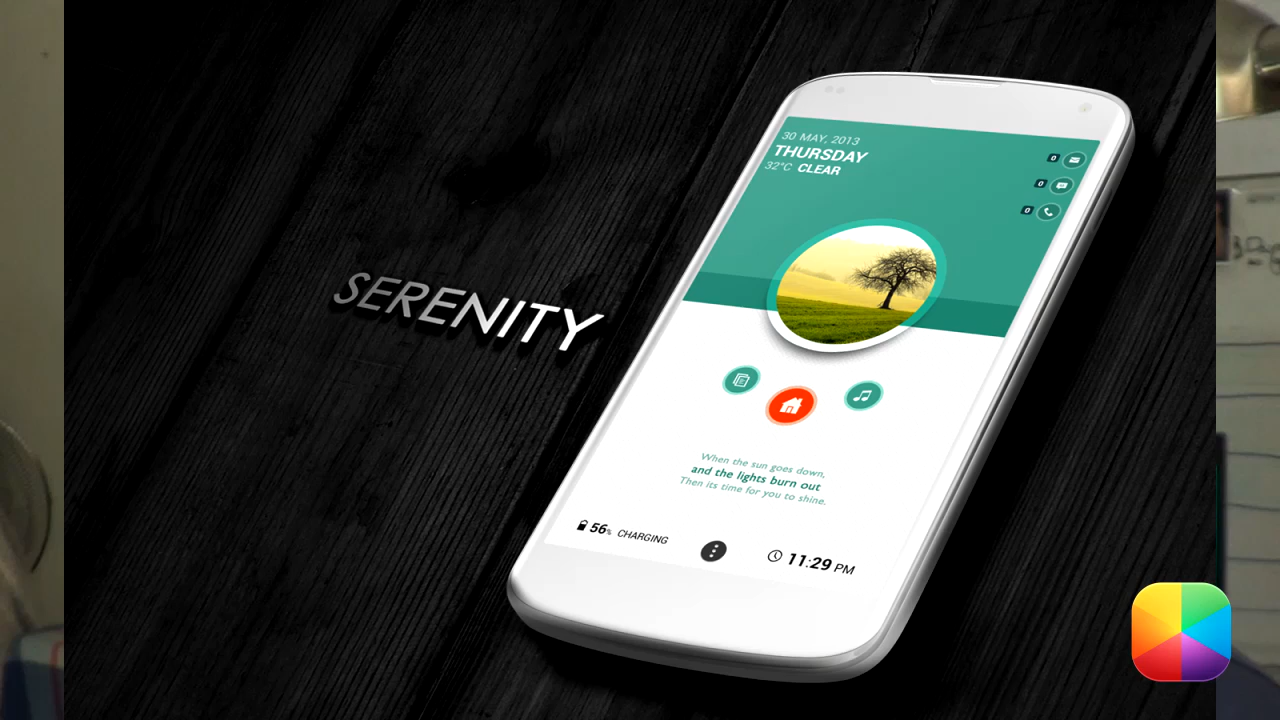 SERENITY
30 MAY, 2013
THURSDAY
32°C CLEAR
0
0
0
When the sun goes down,
and the lights burn out
Then its time for you to shine.
56% CHARGING
11:29 PM